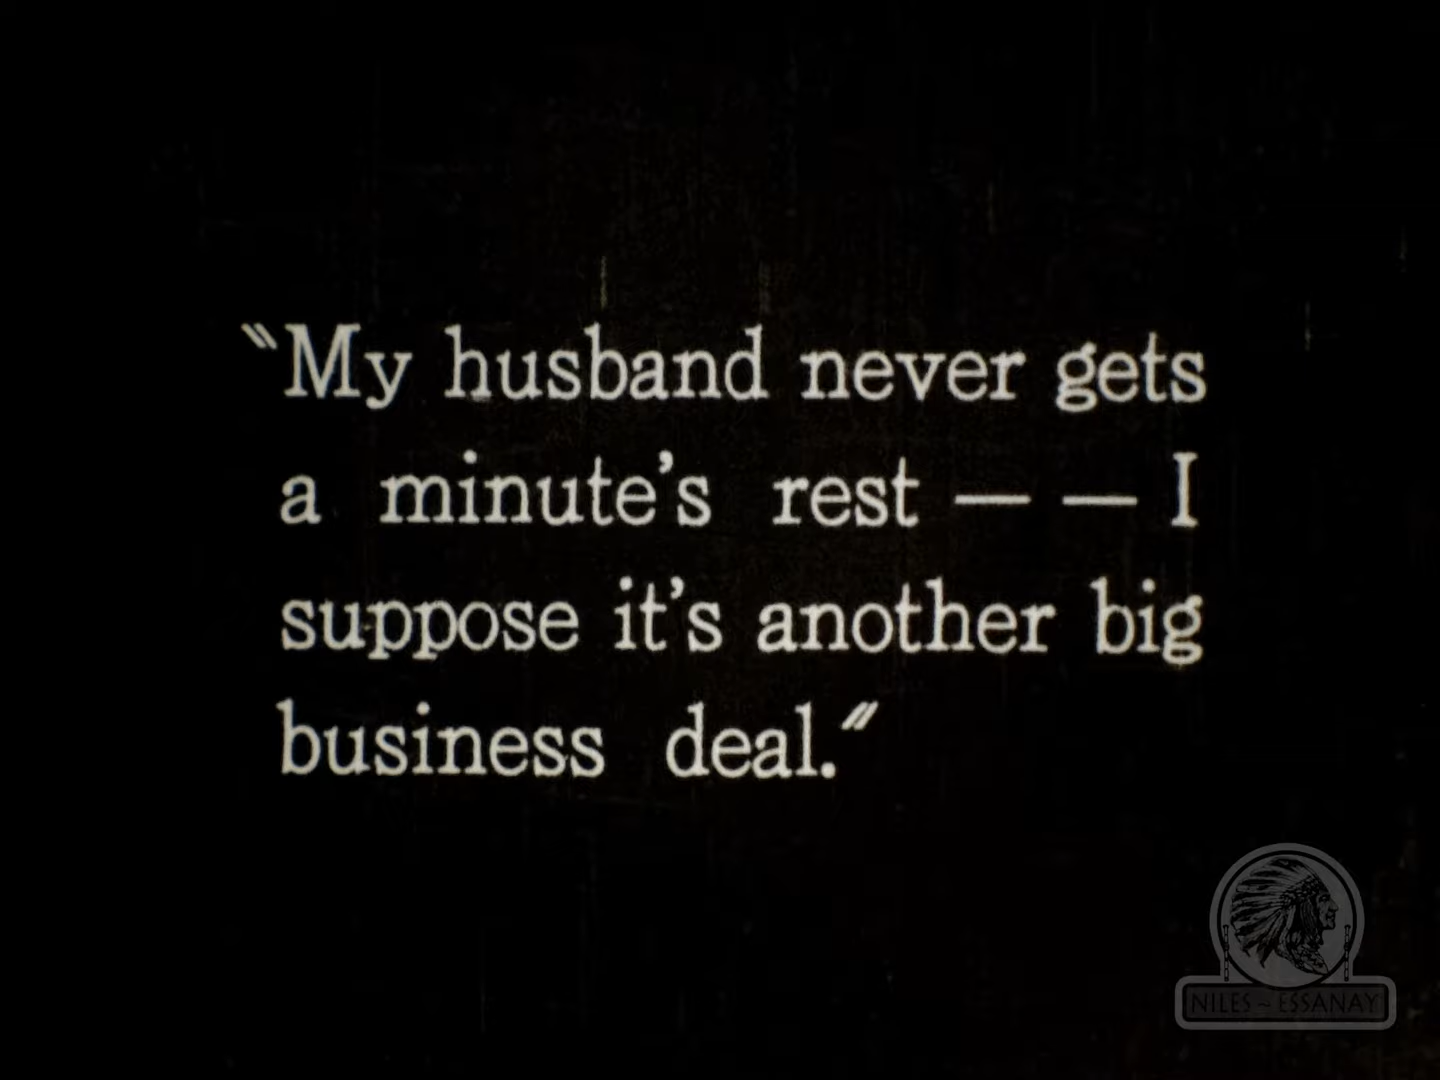 “My husband never gets
a minute’s rest — — I
suppose it’s another big
business deal.”
NILES ~ ESSANAY